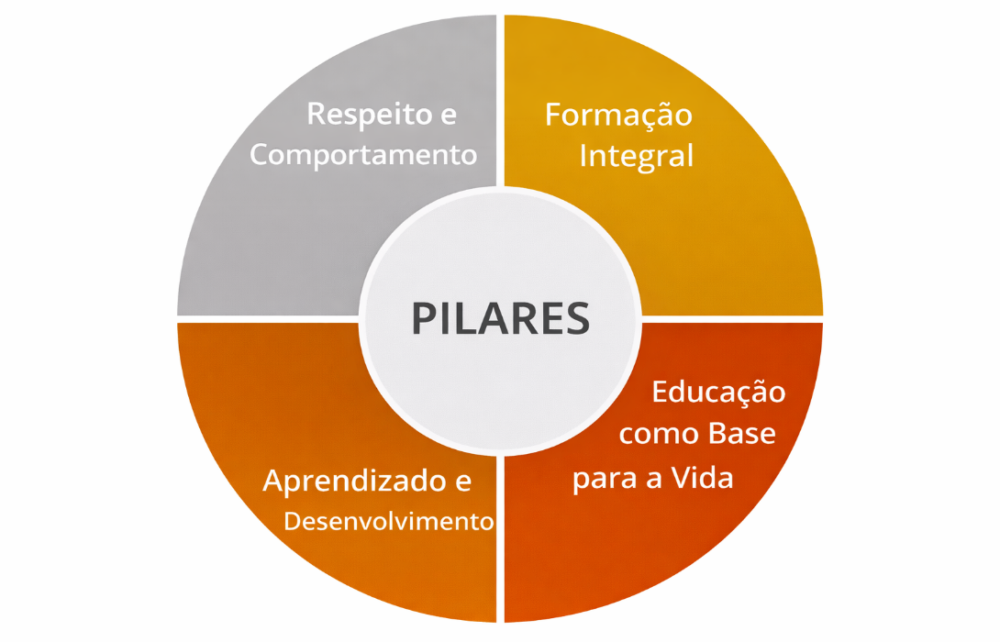 Respeito e
Comportamento
Formação
Integral
PILARES
Educação
como Base
para a Vida
Aprendizado e
Desenvolvimento